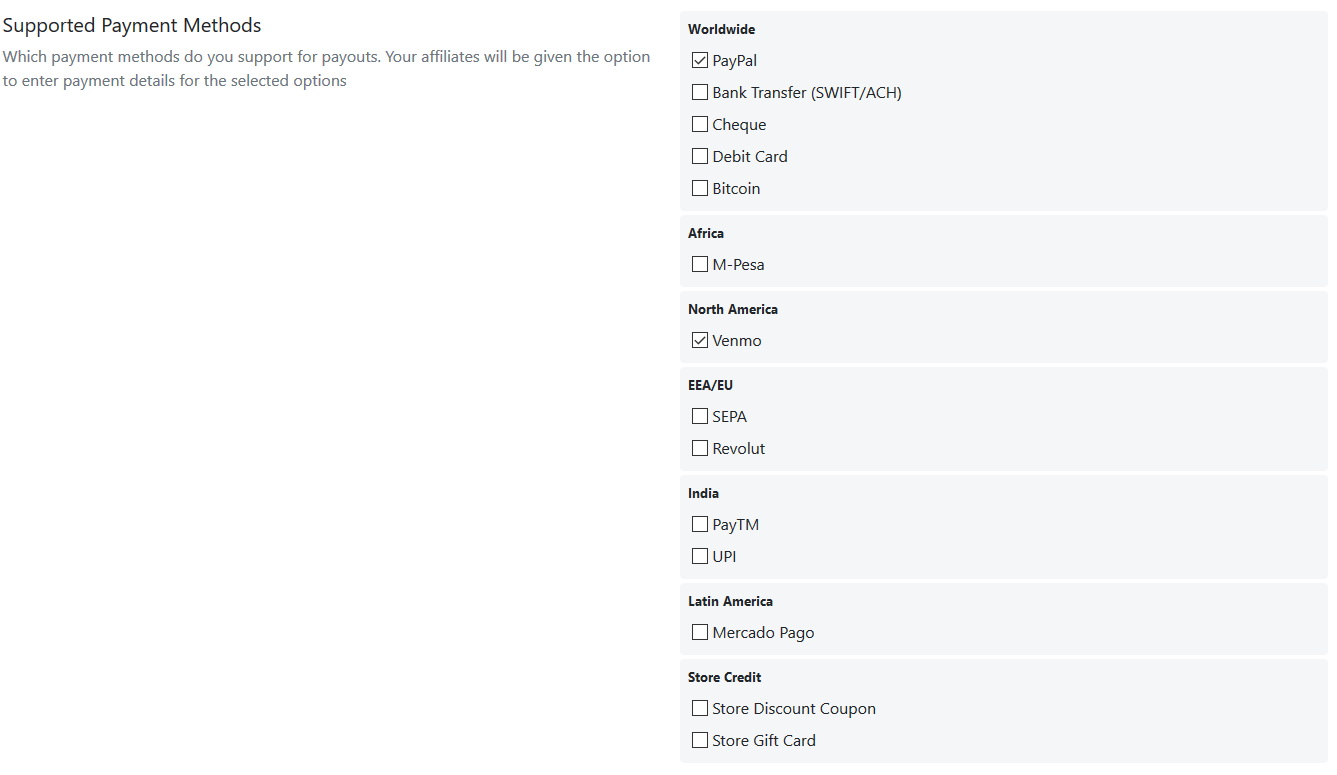 Supported Payment Methods
Which payment methods do you support for payouts. Your affiliates will be given the option
to enter payment details for the selected options
Worldwide
PayPal
Bank Transfer (SWIFT/ACH)
Cheque
Debit Card
Bitcoin
Africa
M-Pesa
North America
Venmo
EEA/EU
SEPA
Revolut
India
PayTM
UPI
Latin America
Mercado Pago
Store Credit
Store Discount Coupon
Store Gift Card